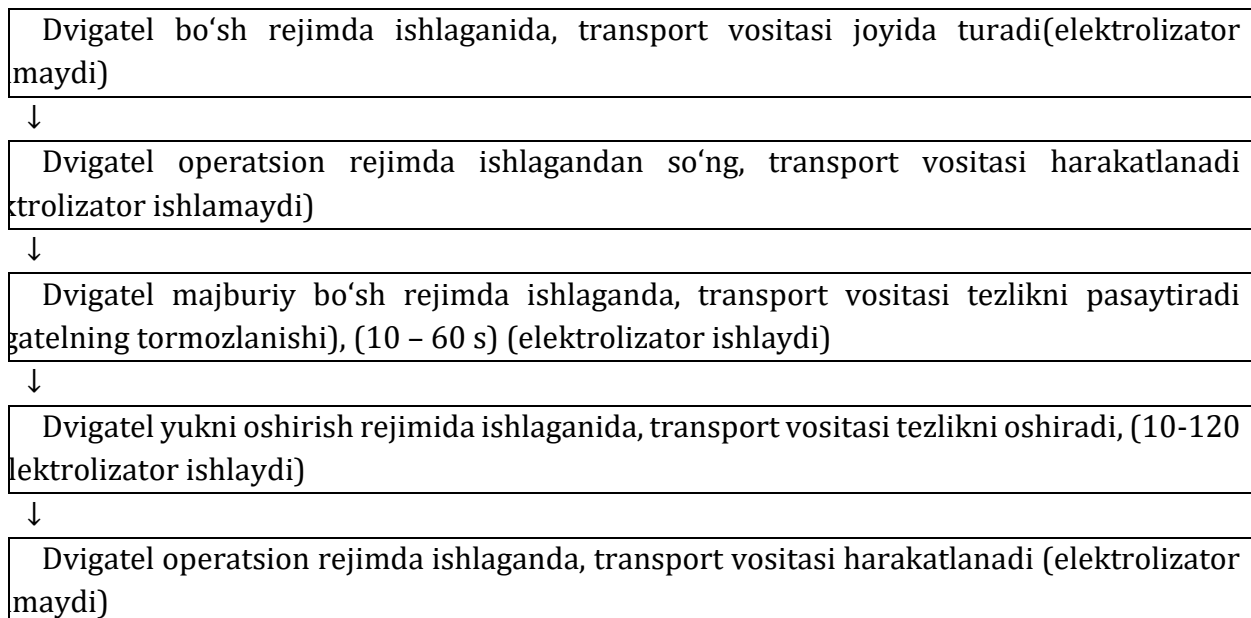 Dvigatel bo‘sh rejimda ishlaganida, transport vositasi joyida turadi(elektrolizator
maydi)
↓
Dvigatel operatsion rejimda ishlagandan so‘ng, transport vositasi harakatlanadi
ktrolizator ishlamaydi)
↓
Dvigatel majburiy bo‘sh rejimda ishlaganda, transport vositasi tezlikni pasaytiradi
gatelning tormozlanishi), (10 – 60 s) (elektrolizator ishlaydi)
↓
Dvigatel yukni oshirish rejimida ishlaganida, transport vositasi tezlikni oshiradi, (10-120
lektrolizator ishlaydi)
↓
Dvigatel operatsion rejimda ishlaganda, transport vositasi harakatlanadi (elektrolizator
maydi)